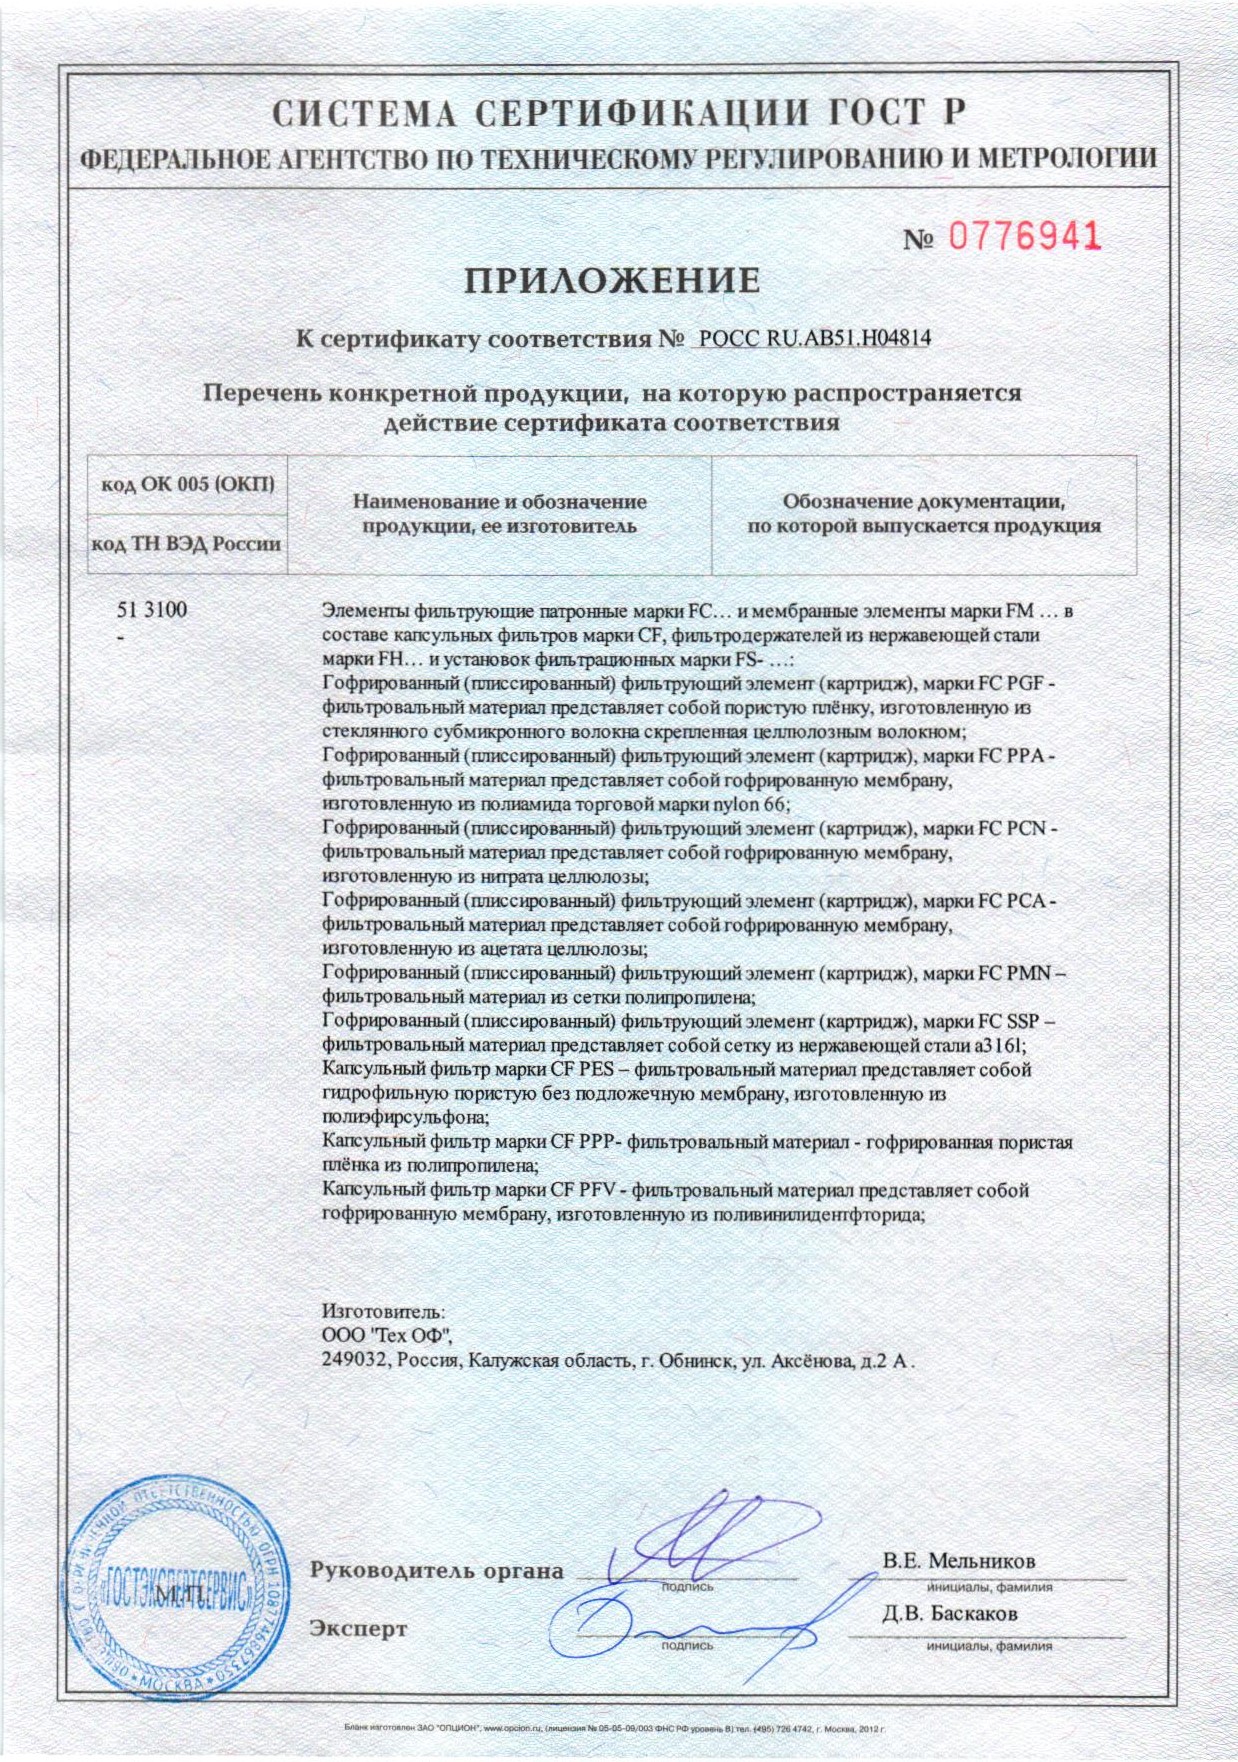 СИСТЕМА СЕРТИФИКАЦИИ ГОСТ Р
ФЕДЕРАЛЬНОЕ АГЕНТСТВО ПО ТЕХНИЧЕСКОМУ РЕГУЛИРОВАНИЮ И МЕТРОЛОГИИ
№ 0776941
ПРИЛОЖЕНИЕ
К сертификату соответствия № РОСС RU.АВ51.Н04814
Перечень конкретной продукции, на которую распространяется
действие сертификата соответствия
код ОК 005 (ОКП)
код ТН ВЭД России
Наименование и обозначение
продукции, ее изготовитель
Обозначение документации,
по которой выпускается продукция
51 3100
-
Элементы фильтрующие патронные марки FC… и мембранные элементы марки FM … в
составе капсульных фильтров марки CF, фильтродержателей из нержавеющей стали
марки FH… и установок фильтрационных марки FS- …:
Гофрированный (плиссированный) фильтрующий элемент (картридж), марки FC PGF -
фильтровальный материал представляет собой пористую плёнку, изготовленную из
стеклянного субмикронного волокна скрепленная целлюлозным волокном;
Гофрированный (плиссированный) фильтрующий элемент (картридж), марки FC PPA -
фильтровальный материал представляет собой гофрированную мембрану,
изготовленную из полиамида торговой марки nylon 66;
Гофрированный (плиссированный) фильтрующий элемент (картридж), марки FC PCN -
фильтровальный материал представляет собой гофрированную мембрану,
изготовленную из нитрата целлюлозы;
Гофрированный (плиссированный) фильтрующий элемент (картридж), марки FC PCA -
фильтровальный материал представляет собой гофрированную мембрану,
изготовленную из ацетата целлюлозы;
Гофрированный (плиссированный) фильтрующий элемент (картридж), марки FC PMN –
фильтровальный материал из сетки полипропилена;
Гофрированный (плиссированный) фильтрующий элемент (картридж), марки FC SSP –
фильтровальный материал представляет собой сетку из нержавеющей стали a316l;
Капсульный фильтр марки CF PES – фильтровальный материал представляет собой
гидрофильную пористую без подложечную мембрану, изготовленную из
полиэфирсульфона;
Капсульный фильтр марки CF PPP- фильтровальный материал - гофрированная пористая
плёнка из полипропилена;
Капсульный фильтр марки CF PFV - фильтровальный материал представляет собой
гофрированную мембрану, изготовленную из поливинилидентфторида;
Изготовитель:
ООО "Тех ОФ",
249032, Россия, Калужская область, г. Обнинск, ул. Аксёнова, д.2 А .
«ГОСТЭКСПЕРТСЕРВИС»
М.П.
МОСКВА
Руководитель органа
подпись
В.Е. Мельников
инициалы, фамилия
Эксперт
подпись
Д.В. Баскаков
инициалы, фамилия
Бланк изготовлен ЗАО "ОПЦИОН", www.opcion.ru, (лицензия № 05-05-09/003 ФНС РФ уровень В) тел. (495) 726 4742, г. Москва, 2012 г.